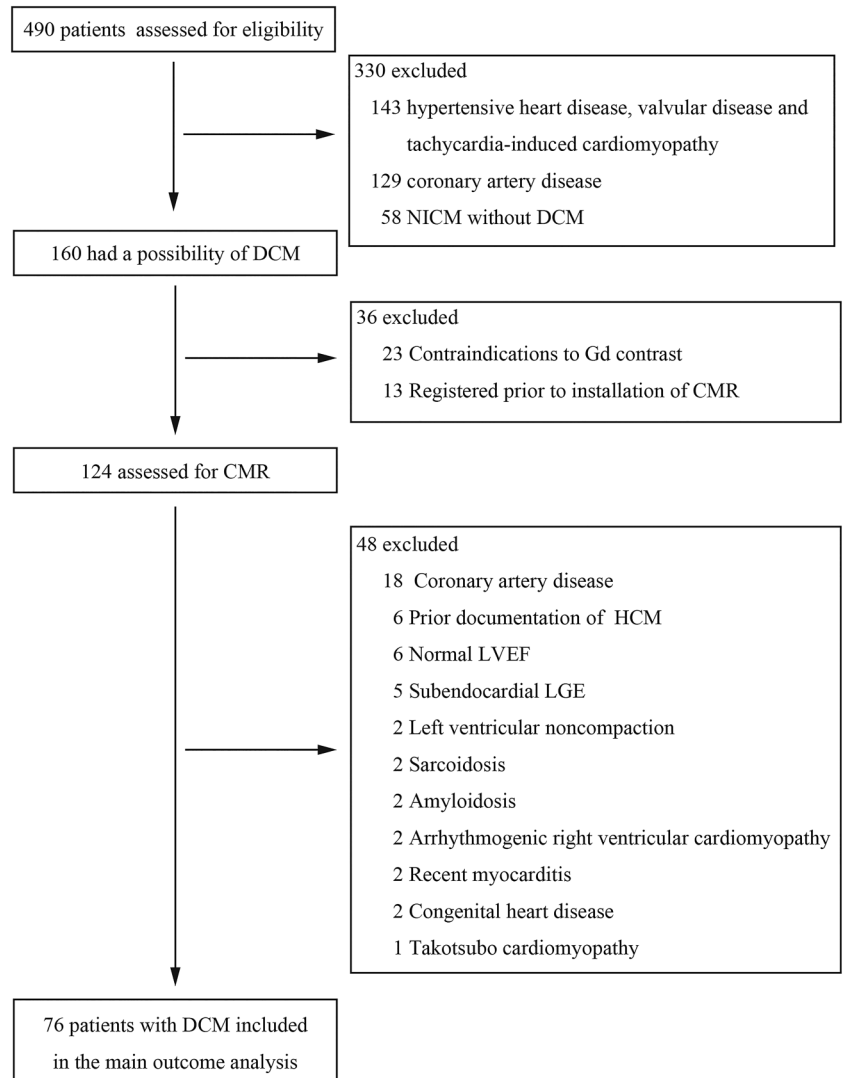 490 patients assessed for eligibility
330 excluded
143 hypertensive heart disease, valvular disease and
tachycardia-induced cardiomyopathy
129 coronary artery disease
58 NICM without DCM
160 had a possibility of DCM
36 excluded
23 Contraindications to Gd contrast
13 Registered prior to installation of CMR
124 assessed for CMR
48 excluded
18 Coronary artery disease
6 Prior documentation of HCM
6 Normal LVEF
5 Subendocardial LGE
2 Left ventricular noncompaction
2 Sarcoidosis
2 Amyloidosis
2 Arrhythmogenic right ventricular cardiomyopathy
2 Recent myocarditis
2 Congenital heart disease
1 Takotsubo cardiomyopathy
76 patients with DCM included
in the main outcome analysis